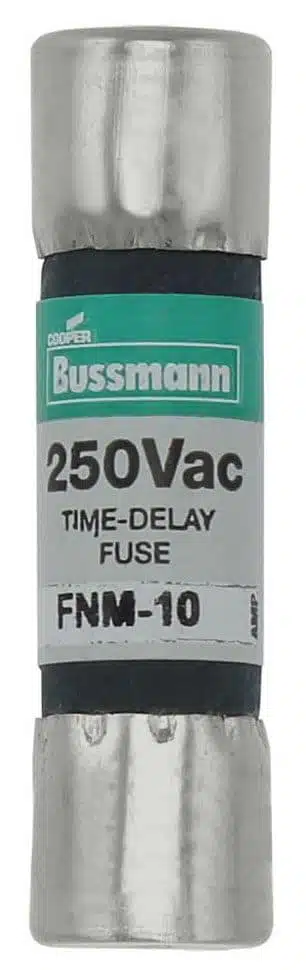 COOPER
Bussmann
250Vac
TIME-DELAY
FUSE
FNM-10
AMP